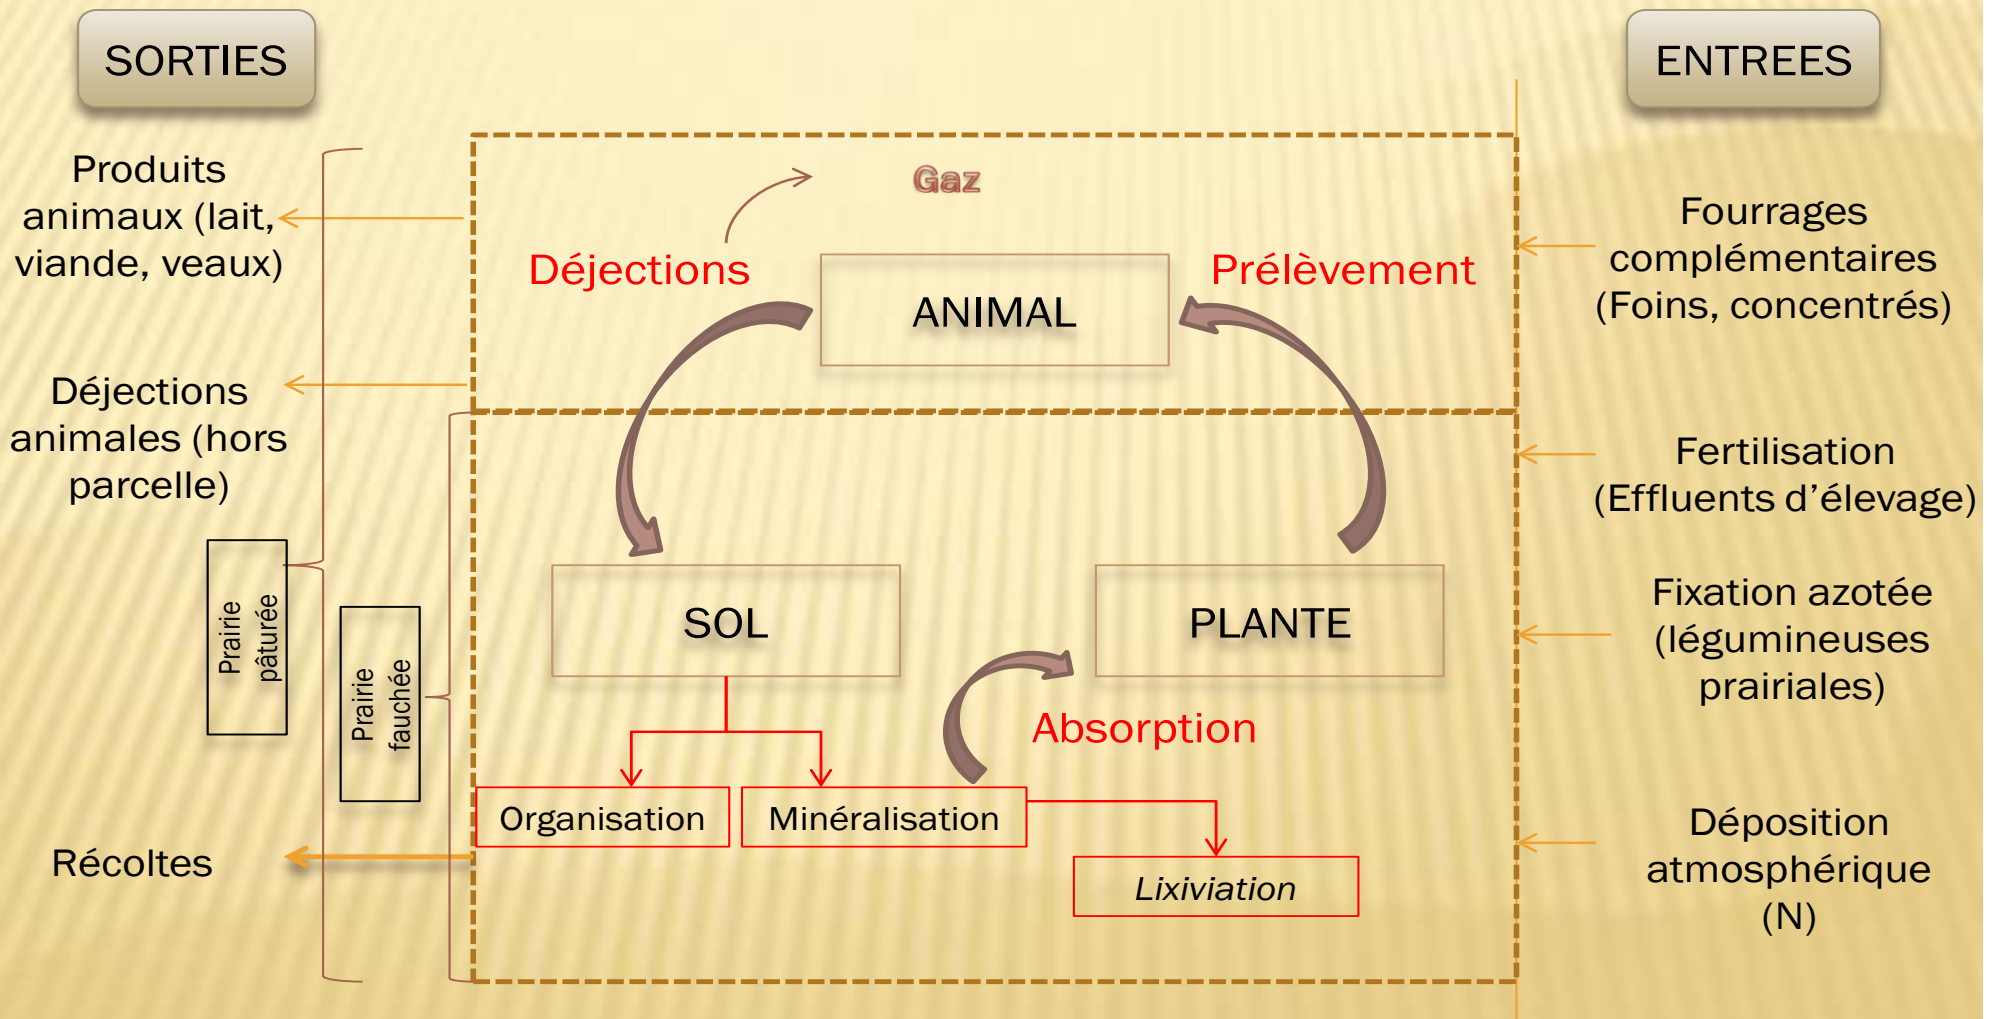 SORTIES
ENTREES
Produits
animaux (lait,
viande, veaux)
Déjections
animales (hors
parcelle)
Récoltes
Prairie
pâturée
Prairie
fauchée
Gaz
Déjections
Prélèvement
ANIMAL
SOL
PLANTE
Absorption
Organisation
Minéralisation
Lixiviation
Fourrages
complémentaires
(Foins, concentrés)
Fertilisation
(Effluents d’élevage)
Fixation azotée
(légumineuses
prairiales)
Déposition
atmosphérique
(N)